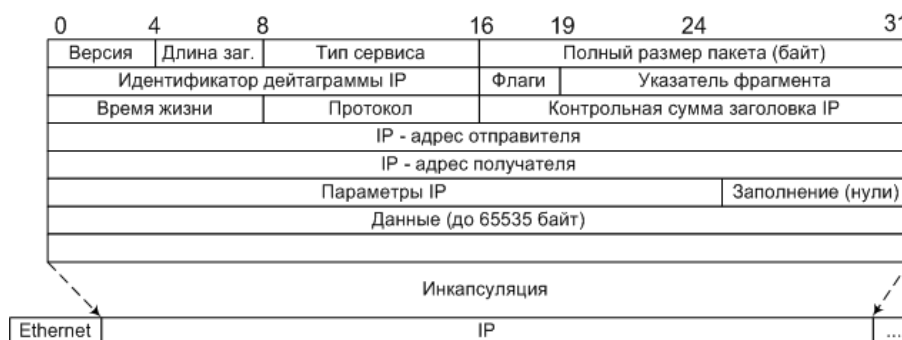 0 4 8 16 19 24 31
Версия Длина заг. Тип сервиса Полный размер пакета (байт)
Идентификатор дейтаграммы IP Флаги Указатель фрагмента
Время жизни Протокол Контрольная сумма заголовка IP
IP - адрес отправителя
IP - адрес получателя
Параметры IP Заполнение (нули)
Данные (до 65535 байт)
Инкапсуляция
Ethernet IP ...